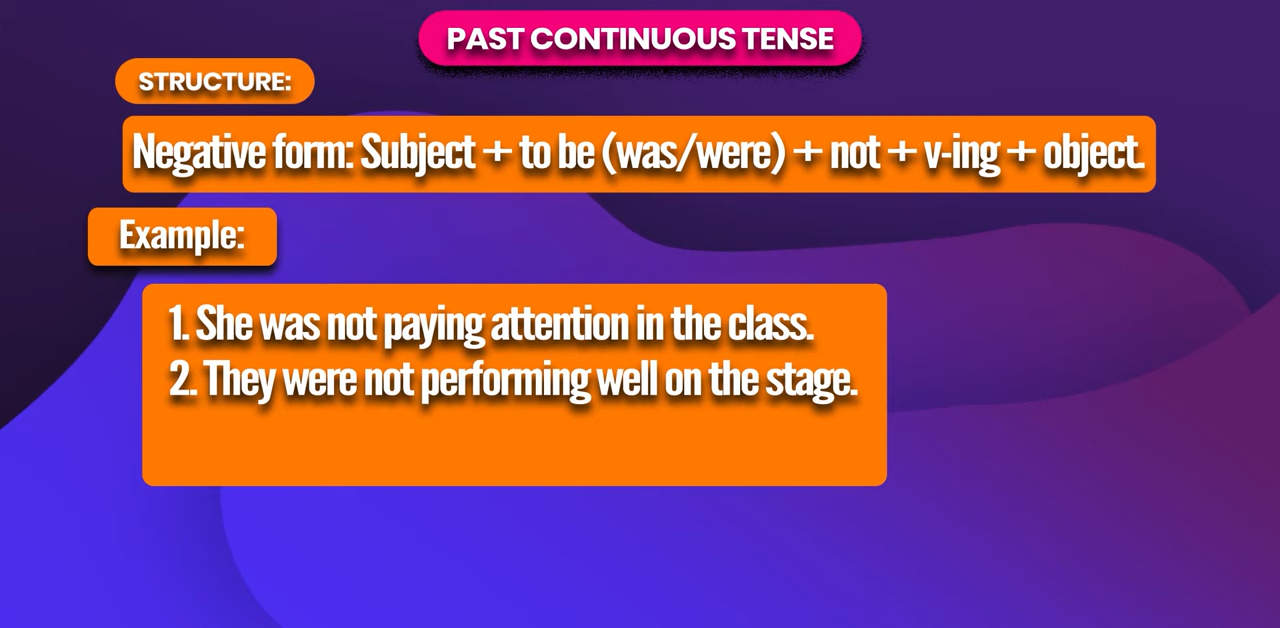 PAST CONTINUOUS TENSE
STRUCTURE:
Negative form: Subject + to be (was/were) + not + v-ing + object.
Example:
1. She was not paying attention in the class.
2. They were not performing well on the stage.